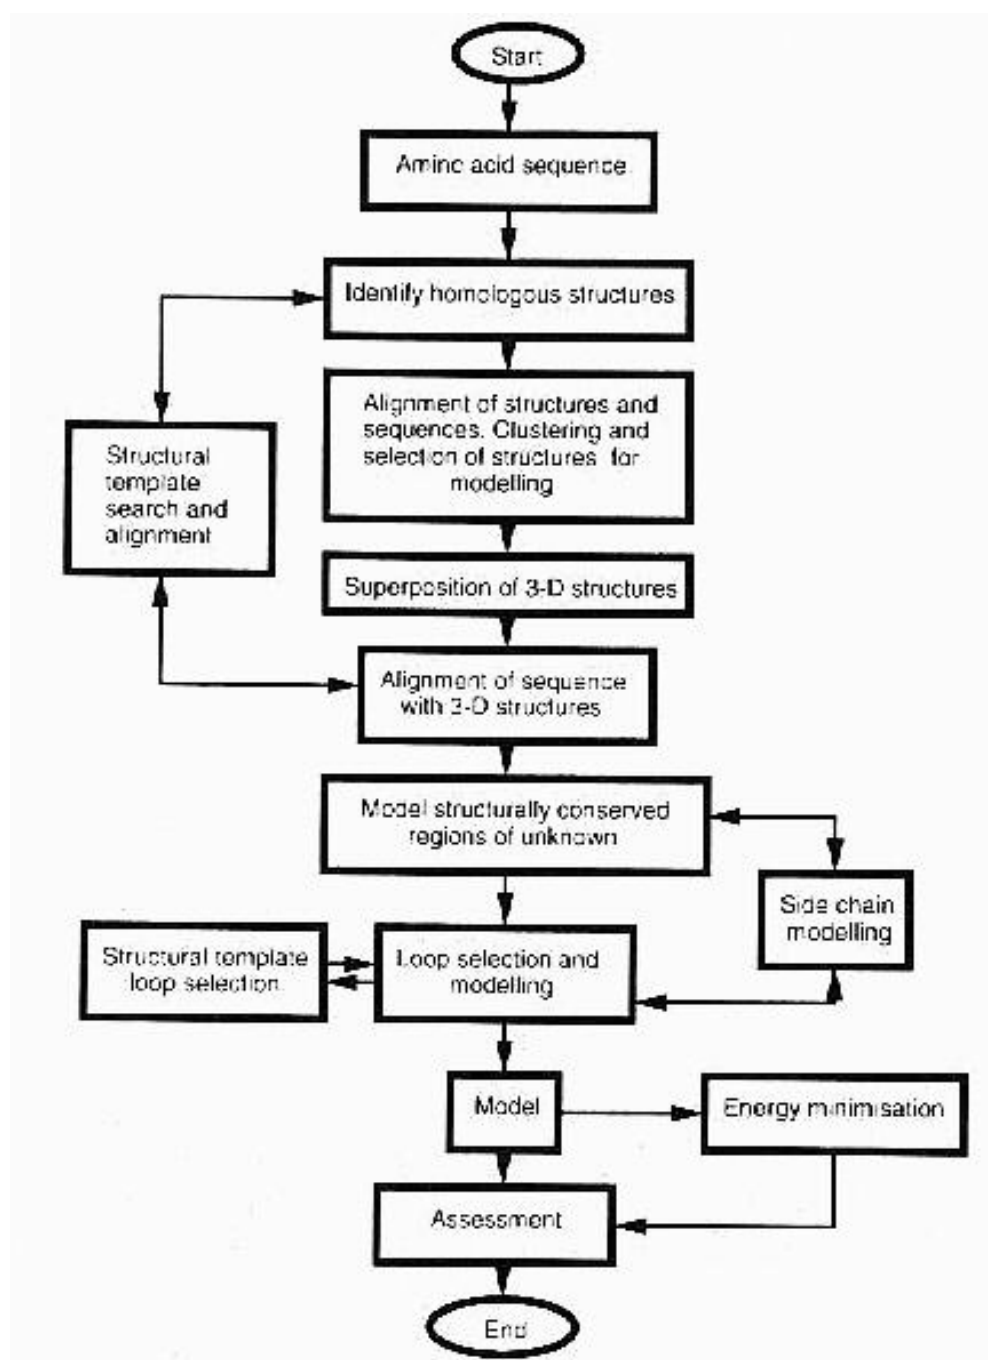 Start
Amino acid sequence
Identify homologous structures
Alignment of structures and
sequences. Clustering and
selection of structures for
modelling
Structural
template
search and
alignment
Superposition of 3-D structures
Alignment of sequence
with 3-D structures
Model structurally conserved
regions of unknown
Side chain
modelling
Structural template
loop selection
Loop selection and
modelling
Model
Energy minimisation
Assessment
End